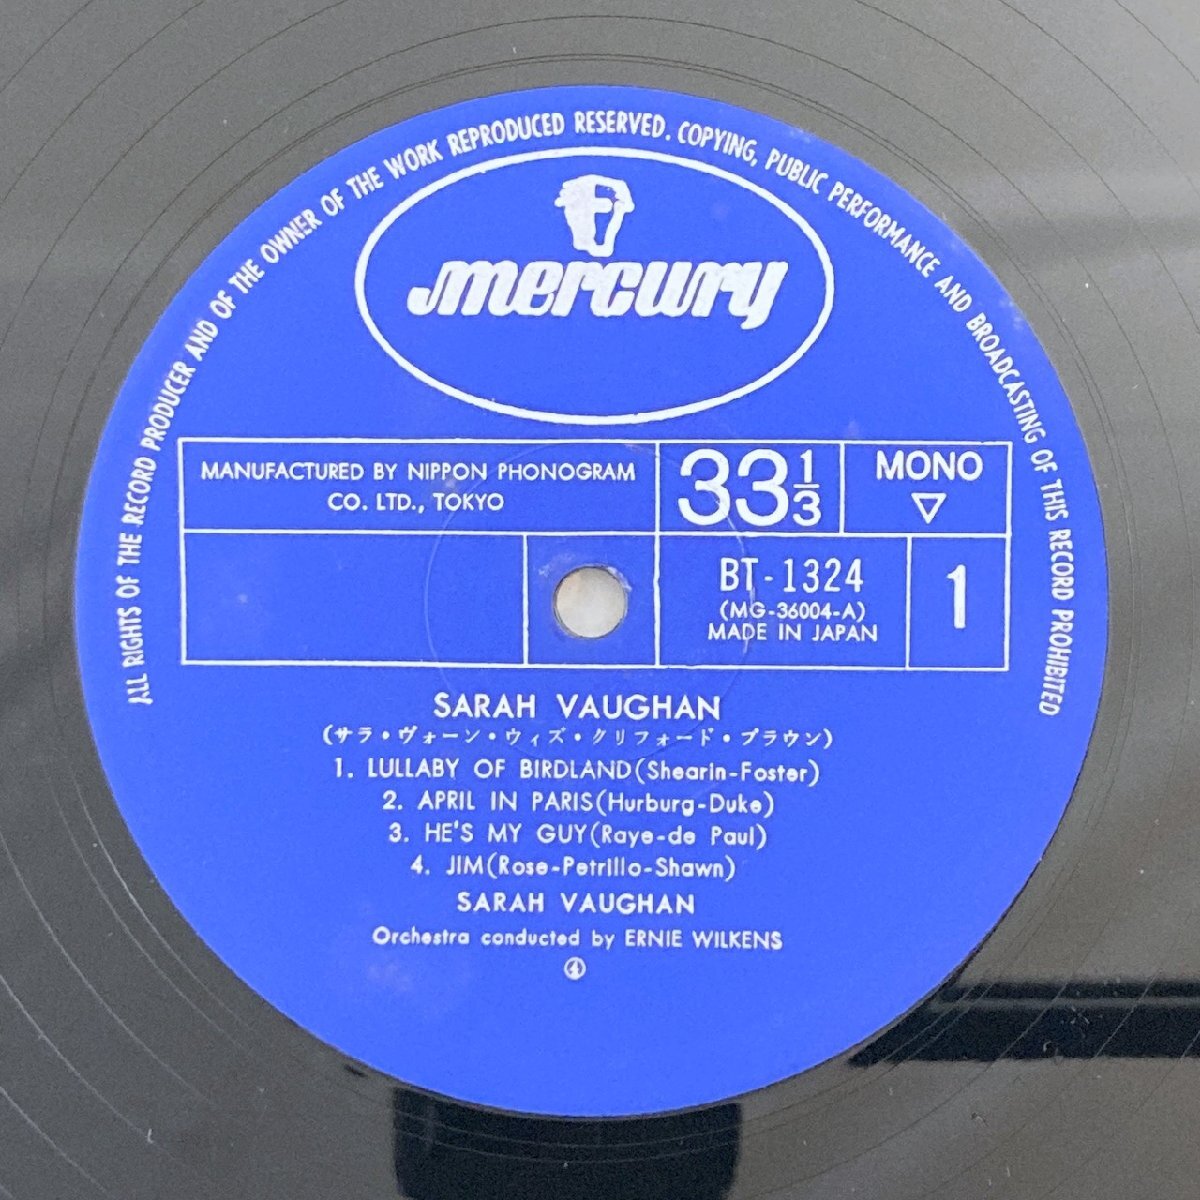 ALL RIGHTS OF THE RECORD PRODUCER AND OF THE OWNER OF THE WORK REPRODUCED RESERVED. COPYING, PUBLIC PERFORMANCE AND BROADCASTING OF THIS RECORD PROHIBITED
mercury
MANUFACTURED BY NIPPON PHONOGRAM
CO. LTD., TOKYO
33 1/3
MONO
▽
BT-1324
(MG-36004-A)
MADE IN JAPAN
1
SARAH VAUGHAN
(サラ・ヴォーン・ウィズ・クリフォード・ブラウン)
1. LULLABY OF BIRDLAND(Shearin-Foster)
2. APRIL IN PARIS(Hurburg-Duke)
3. HE'S MY GUY(Raye-de Paul)
4. JIM(Rose-Petrillo-Shawn)
SARAH VAUGHAN
Orchestra conducted by ERNIE WILKENS
④